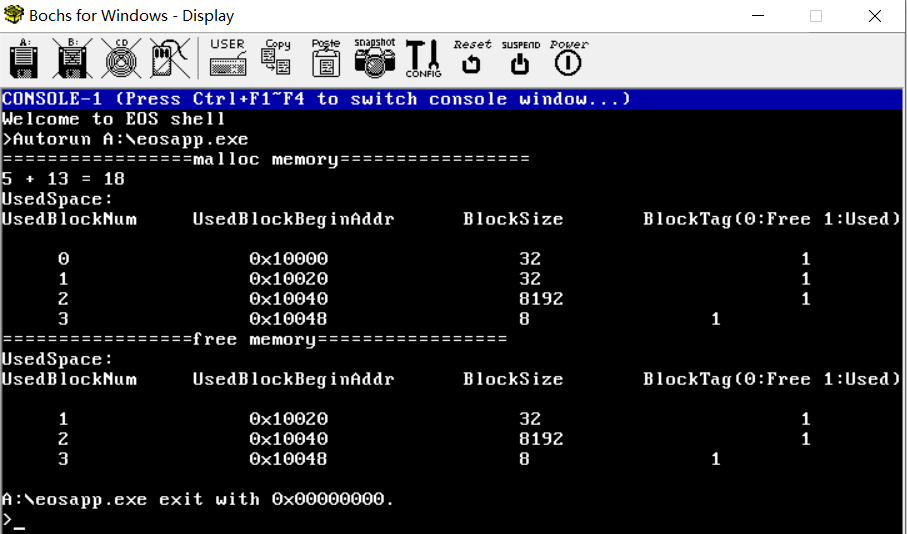 Bochs for Windows - Display
A: B: CD USER Copy Paste snapshot CONFIG Reset SUSPEND Power
CONSOLE-1 (Press Ctrl+F1~F4 to switch console window...)
Welcome to EOS shell
>Autorun A:\eosapp.exe
=================malloc memory=================
5 + 13 = 18
UsedSpace:
UsedBlockNum UsedBlockBeginAddr BlockSize BlockTag(0:Free 1:Used)
0 0x10000 32 1
1 0x10020 32 1
2 0x10040 8192 1
3 0x10048 8 1
=================free memory=================
UsedSpace:
UsedBlockNum UsedBlockBeginAddr BlockSize BlockTag(0:Free 1:Used)
1 0x10020 32 1
2 0x10040 8192 1
3 0x10048 8 1
A:\eosapp.exe exit with 0x00000000.
>_